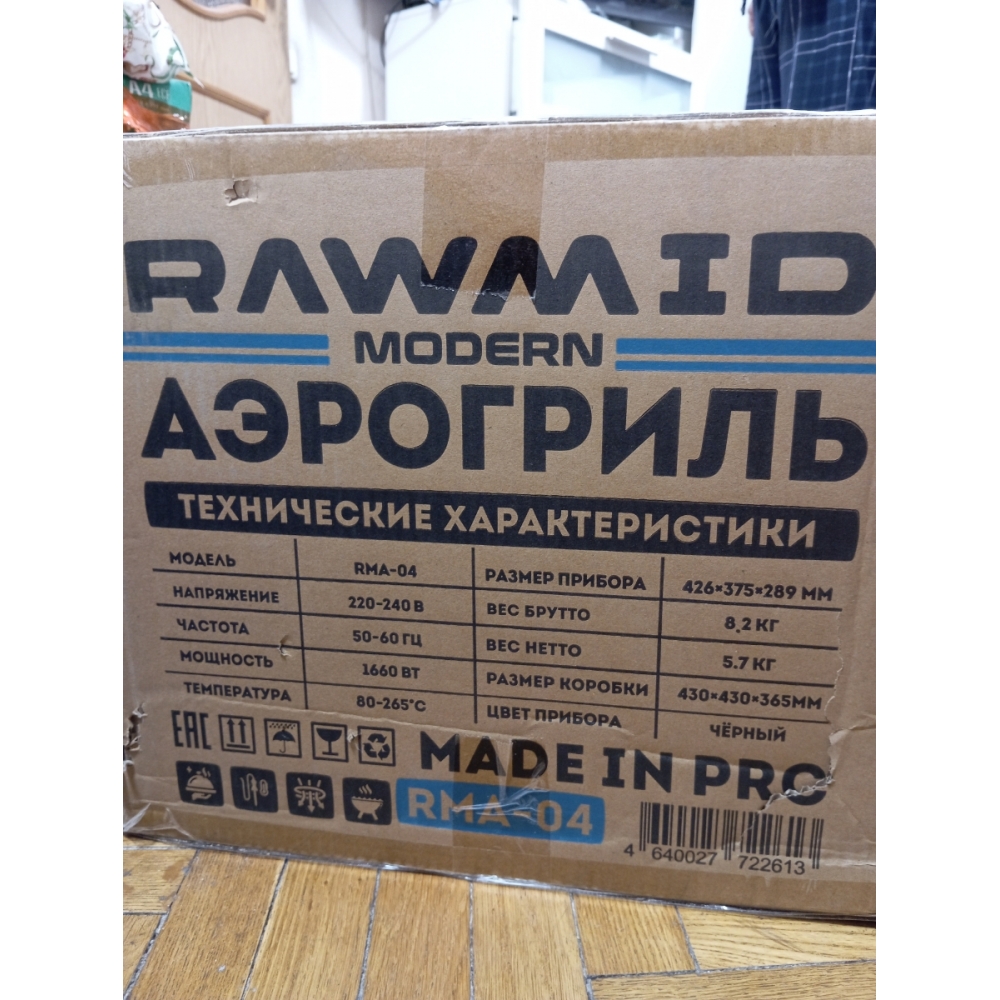 А4
RAWMID
MODERN
АЭРОГРИЛЬ
ТЕХНИЧЕСКИЕ ХАРАКТЕРИСТИКИ
МОДЕЛЬ RMA-04 РАЗМЕР ПРИБОРА 426×375×289 ММ
НАПРЯЖЕНИЕ 220-240 В ВЕС БРУТТО 8,2 КГ
ЧАСТОТА 50-60 ГЦ ВЕС НЕТТО 5.7 КГ
МОЩНОСТЬ 1660 ВТ РАЗМЕР КОРОБКИ 430×430×365ММ
ТЕМПЕРАТУРА 80-265°C ЦВЕТ ПРИБОРА ЧЁРНЫЙ
EAC MADE IN PRC
RMA-04
4 640027 722613